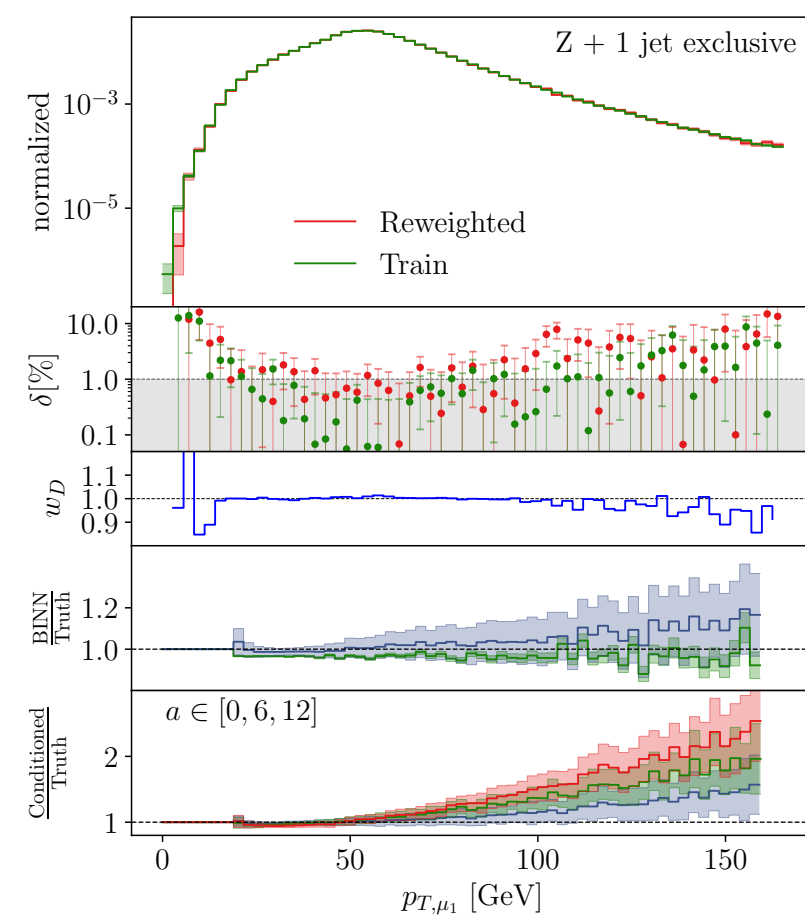 Z + 1 jet exclusive
normalized
10⁻³
10⁻⁵
Reweighted
Train
δ[%]
10.0
1.0
0.1
w_D
1.1
1.0
0.9
BINN
Truth
1.2
1.0
a ∈ [0, 6, 12]
Conditioned
Truth
2
1
0 50 100 150
p_{T,μ₁} [GeV]